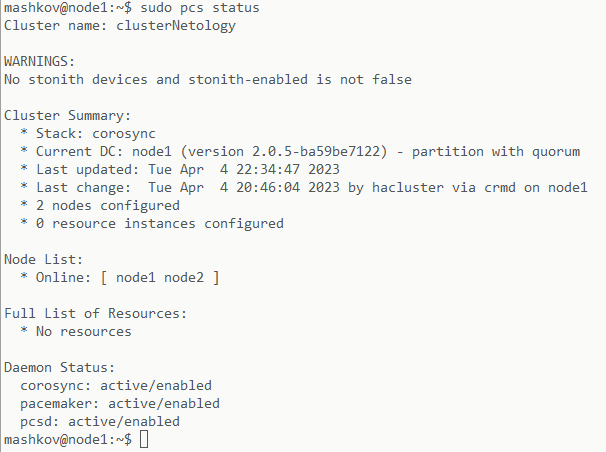 mashkov@node1:~$ sudo pcs status
Cluster name: clusterNetology

WARNINGS:
No stonith devices and stonith-enabled is not false

Cluster Summary:
  * Stack: corosync
  * Current DC: node1 (version 2.0.5-ba59be7122) - partition with quorum
  * Last updated: Tue Apr  4 22:34:47 2023
  * Last change:  Tue Apr  4 20:46:04 2023 by hacluster via crmd on node1
  * 2 nodes configured
  * 0 resource instances configured

Node List:
  * Online: [ node1 node2 ]

Full List of Resources:
  * No resources

Daemon Status:
  corosync: active/enabled
  pacemaker: active/enabled
  pcsd: active/enabled
mashkov@node1:~$